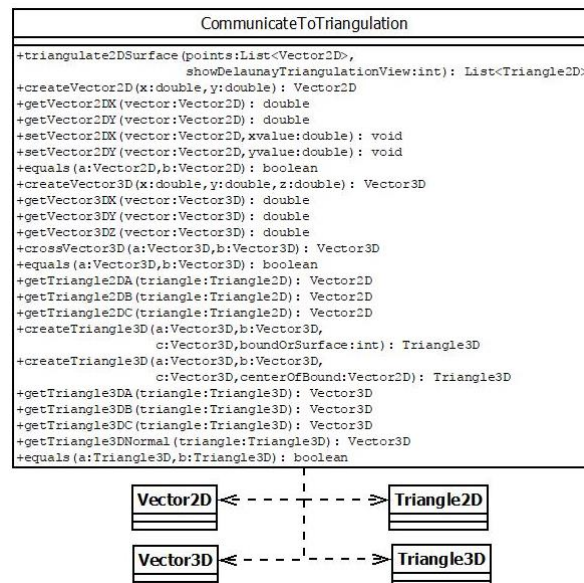 CommunicateToTriangulation
+triangulate2DSurface(points:List<Vector2D>,
showDelaunayTriangulationView:int): List<Triangle2D>
+createVector2D(x:double,y:double): Vector2D
+getVector2DX(vector:Vector2D): double
+getVector2DY(vector:Vector2D): double
+setVector2DX(vector:Vector2D,xvalue:double): void
+setVector2DY(vector:Vector2D,yvalue:double): void
+equals(a:Vector2D,b:Vector2D): boolean
+createVector3D(x:double,y:double,z:double): Vector3D
+getVector3DX(vector:Vector3D): double
+getVector3DY(vector:Vector3D): double
+getVector3DZ(vector:Vector3D): double
+crossVector3D(a:Vector3D,b:Vector3D): Vector3D
+equals(a:Vector3D,b:Vector3D): boolean
+getTriangle2DA(triangle:Triangle2D): Vector2D
+getTriangle2DB(triangle:Triangle2D): Vector2D
+getTriangle2DC(triangle:Triangle2D): Vector2D
+createTriangle3D(a:Vector3D,b:Vector3D,
c:Vector3D,boundOrSurface:int): Triangle3D
+createTriangle3D(a:Vector3D,b:Vector3D,
c:Vector3D,centerOfBound:Vector2D): Triangle3D
+getTriangle3DA(triangle:Triangle3D): Vector3D
+getTriangle3DB(triangle:Triangle3D): Vector3D
+getTriangle3DC(triangle:Triangle3D): Vector3D
+getTriangle3DNormal(triangle:Triangle3D): Vector3D
+equals(a:Triangle3D,b:Triangle3D): boolean
Vector2D
Triangle2D
Vector3D
Triangle3D